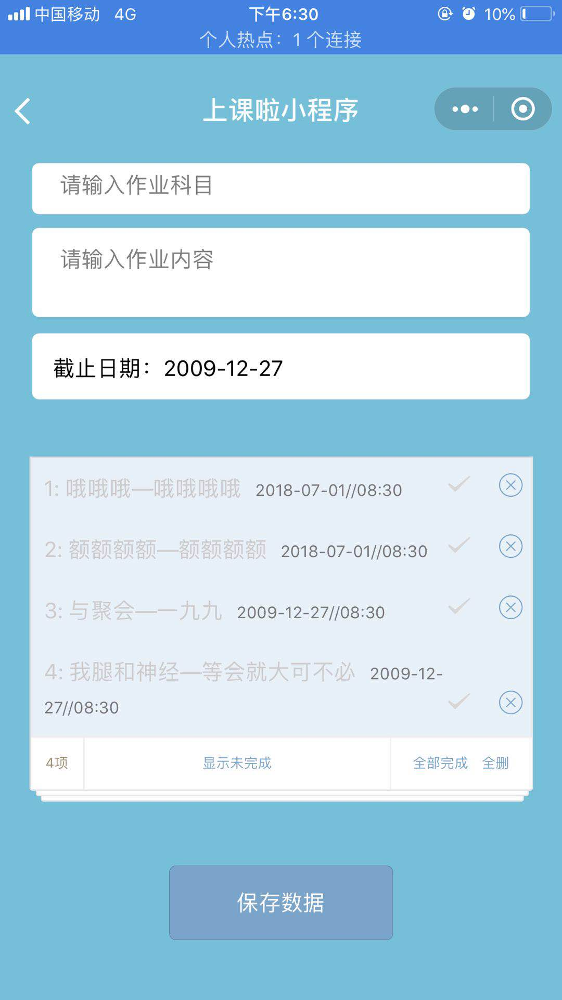 中国移动 4G 下午6:30 10%
个人热点：1 个连接
上课啦小程序
请输入作业科目
请输入作业内容
截止日期：2009-12-27
1: 哦哦哦—哦哦哦哦 2018-07-01//08:30
2: 额额额额—额额额额 2018-07-01//08:30
3: 与聚会—一九九 2009-12-27//08:30
4: 我腿和神经—等会就大可不必 2009-12-
27//08:30
4项 显示未完成 全部完成 全删
保存数据